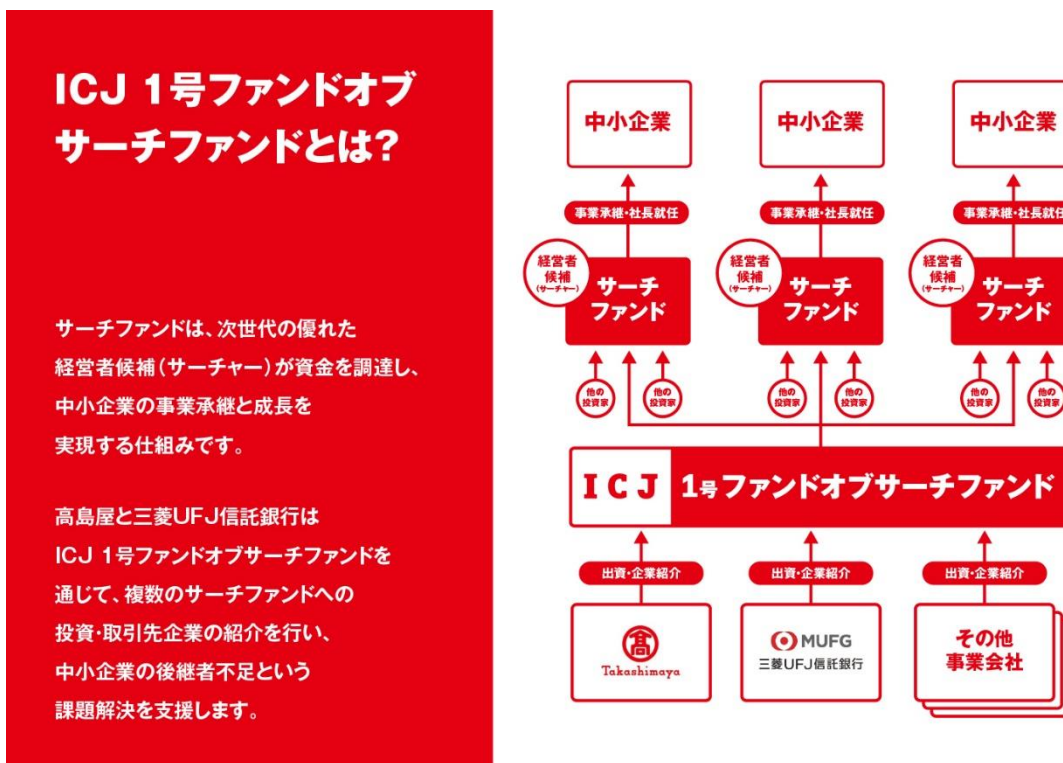 ICJ 1号ファンドオブ
サーチファンドとは?
サーチファンドは、次世代の優れた
経営者候補(サーチャー)が資金を調達し、
中小企業の事業承継と成長を
実現する仕組みです。
高島屋と三菱UFJ信託銀行は
ICJ 1号ファンドオブサーチファンドを
通じて、複数のサーチファンドへの
投資・取引先企業の紹介を行い、
中小企業の後継者不足という
課題解決を支援します。
中小企業
中小企業
中小企業
事業承継・社長就任
事業承継・社長就任
事業承継・社長就任
経営者
候補
(サーチャー)
サーチ
ファンド
経営者
候補
(サーチャー)
サーチ
ファンド
経営者
候補
(サーチャー)
サーチ
ファンド
他の
投資家
他の
投資家
他の
投資家
他の
投資家
他の
投資家
他の
投資家
ICJ 1号ファンドオブサーチファンド
出資・企業紹介
出資・企業紹介
出資・企業紹介
髙
Takashimaya
MUFG
三菱UFJ信託銀行
その他
事業会社